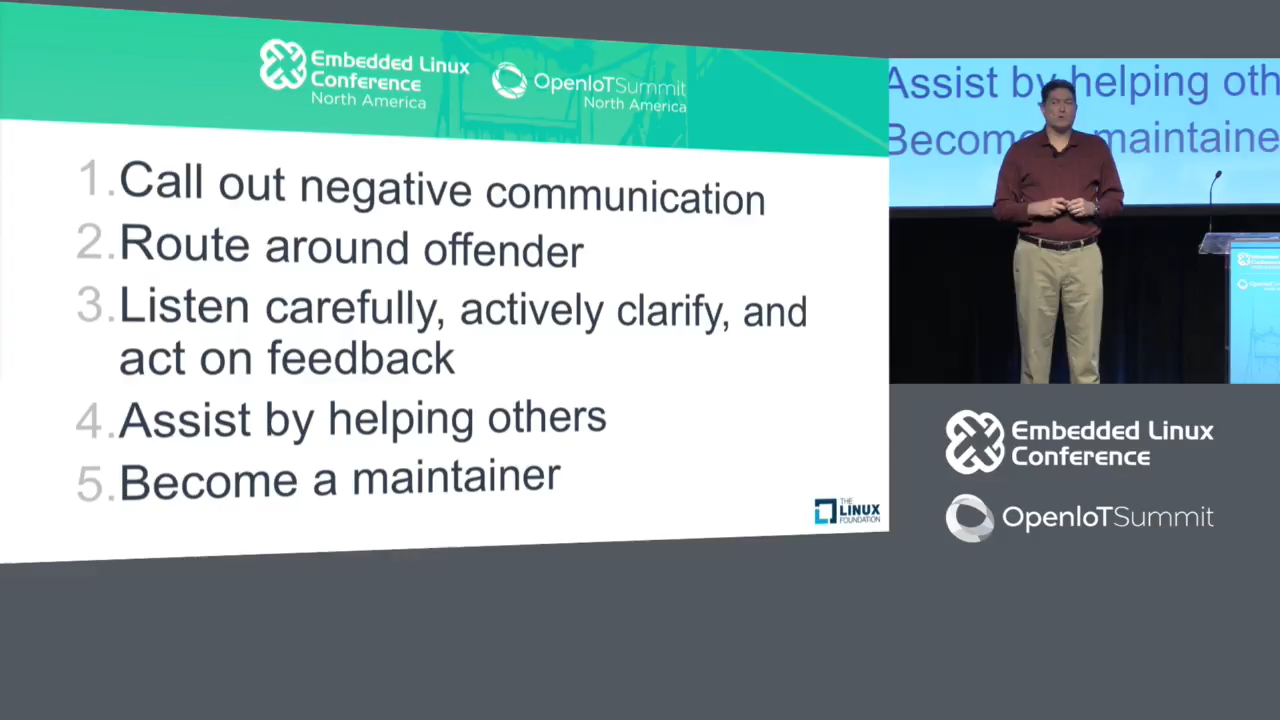 Embedded Linux
Conference
North America
OpenIoTSummit
North America
1. Call out negative communication
2. Route around offender
3. Listen carefully, actively clarify, and
act on feedback
4. Assist by helping others
5. Become a maintainer
THE
LINUX
FOUNDATION
Assist by helping oth
Becom maintaine
Embedded Linux
Conference
OpenIoTSummit